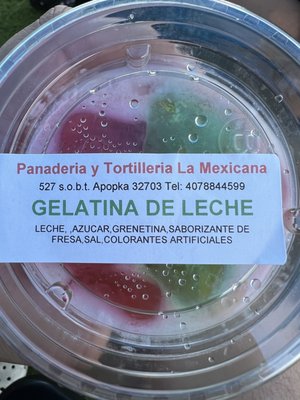 Panaderia y Tortilleria La Mexicana
527 s.o.b.t. Apopka 32703 Tel: 4078844599
GELATINA DE LECHE
LECHE, ,AZUCAR,GRENETINA,SABORIZANTE DE
FRESA,SAL,COLORANTES ARTIFICIALES